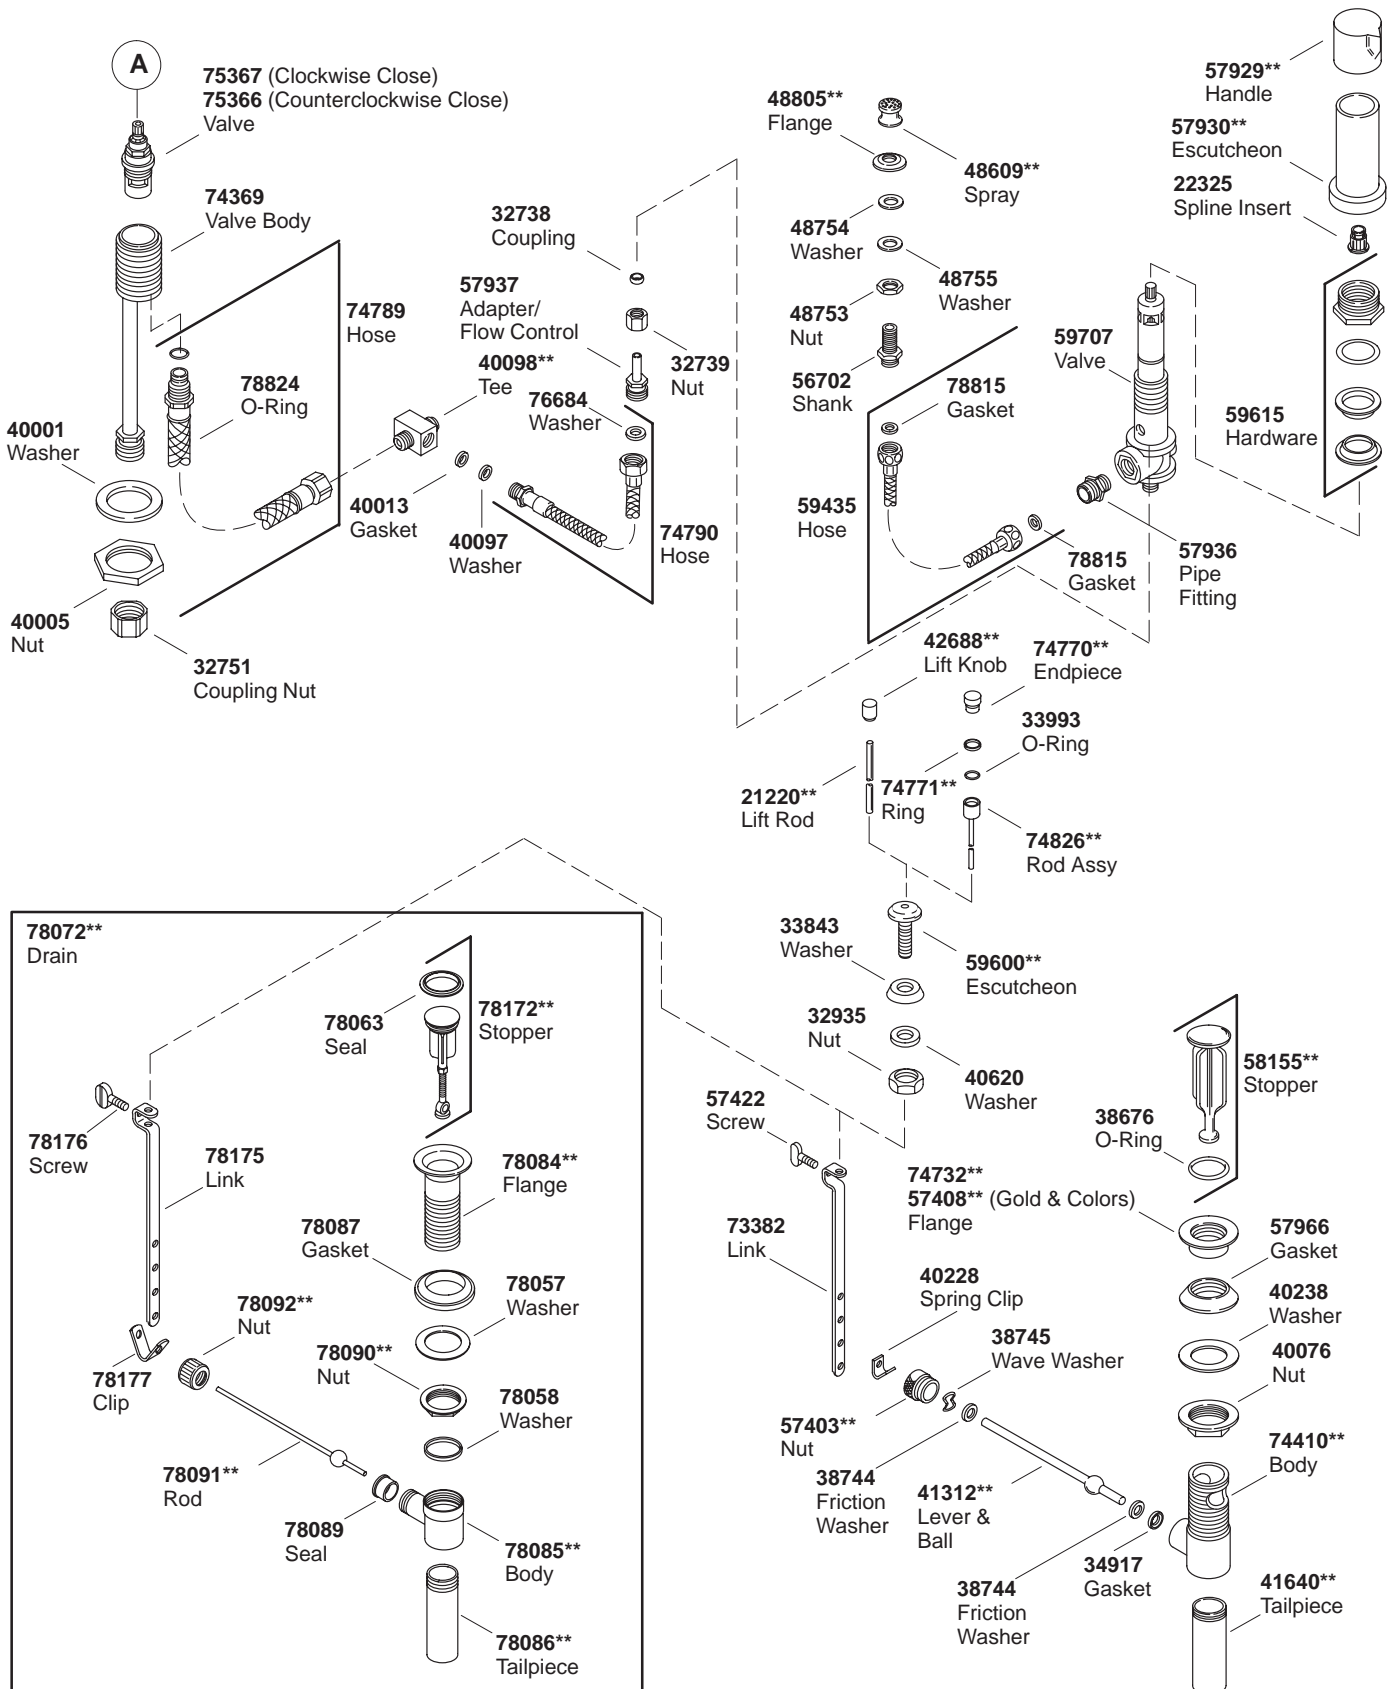 A
75367 (Clockwise Close)
75366 (Counterclockwise Close)
Valve
74369
Valve Body
74789
Hose
78824
O-Ring
40001
Washer
40005
Nut
32751
Coupling Nut
32738
Coupling
57937
Adapter/
Flow Control
40098**
Tee
76684
Washer
32739
Nut
40013
Gasket
40097
Washer
74790
Hose
48805**
Flange
48609**
Spray
48754
Washer
48755
Washer
48753
Nut
56702
Shank
78815
Gasket
59435
Hose
78815
Gasket
57929**
Handle
57930**
Escutcheon
22325
Spline Insert
59707
Valve
59615
Hardware
57936
Pipe
Fitting
42688**
Lift Knob
74770**
Endpiece
33993
O-Ring
21220**
Lift Rod
74771**
Ring
74826**
Rod Assy
33843
Washer
59600**
Escutcheon
32935
Nut
40620
Washer
78072**
Drain
78063
Seal
78172**
Stopper
78176
Screw
78175
Link
78084**
Flange
78087
Gasket
78057
Washer
78092**
Nut
78090**
Nut
78177
Clip
78058
Washer
78091**
Rod
78089
Seal
78085**
Body
78086**
Tailpiece
57422
Screw
58155**
Stopper
38676
O-Ring
74732**
57408** (Gold & Colors)
Flange
73382
Link
57966
Gasket
40228
Spring Clip
40238
Washer
38745
Wave Washer
40076
Nut
57403**
Nut
74410**
Body
38744
Friction
Washer
41312**
Lever &
Ball
38744
Friction
Washer
34917
Gasket
41640**
Tailpiece